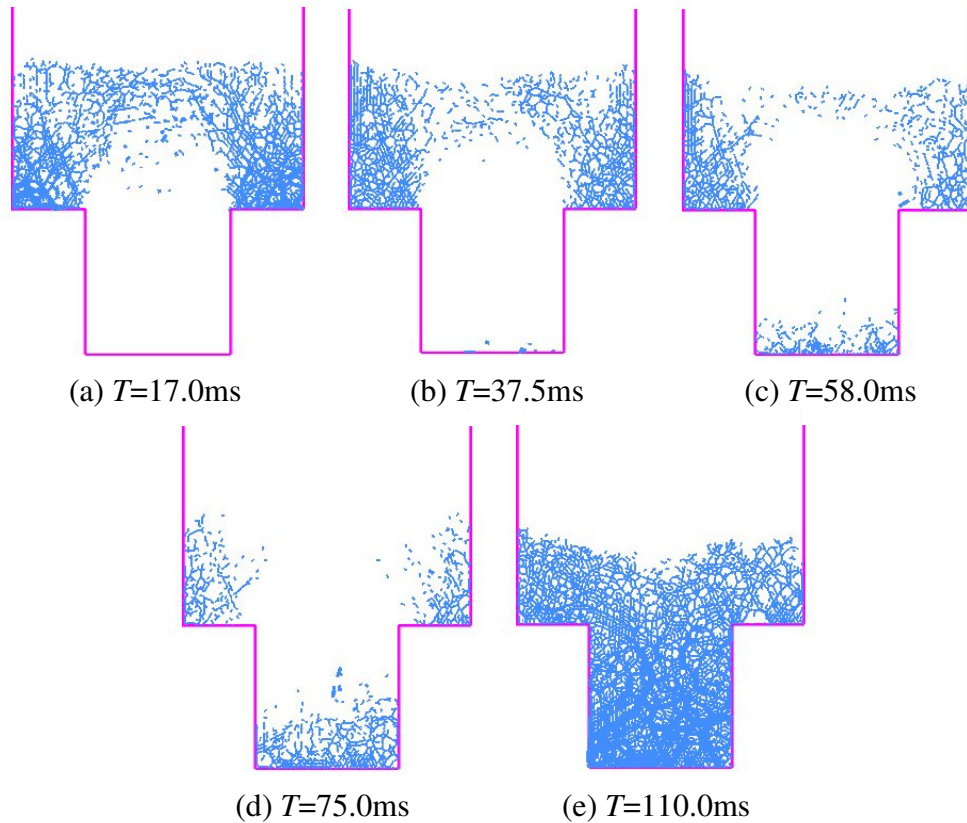 (a) T=17.0ms
(b) T=37.5ms
(c) T=58.0ms
(d) T=75.0ms
(e) T=110.0ms